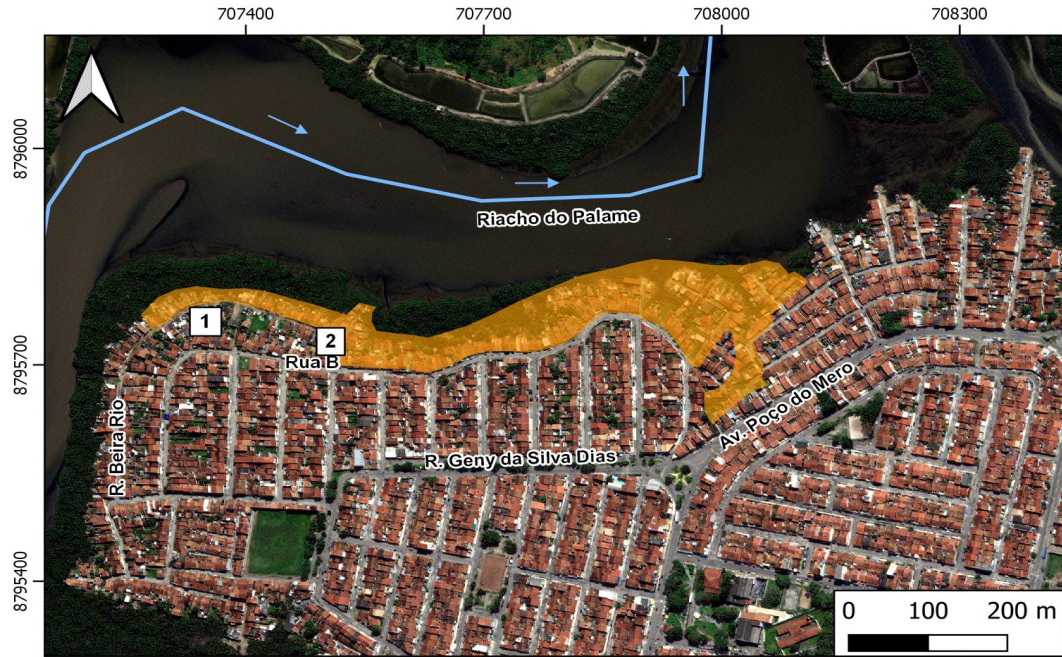 707400 707700 708000 708300
8796000
Riacho do Palame
1
2
8795700
Rua B
Av. Poço do Mero
R. Beira Rio
R. Geny da Silva Dias
8795400
0 100 200 m